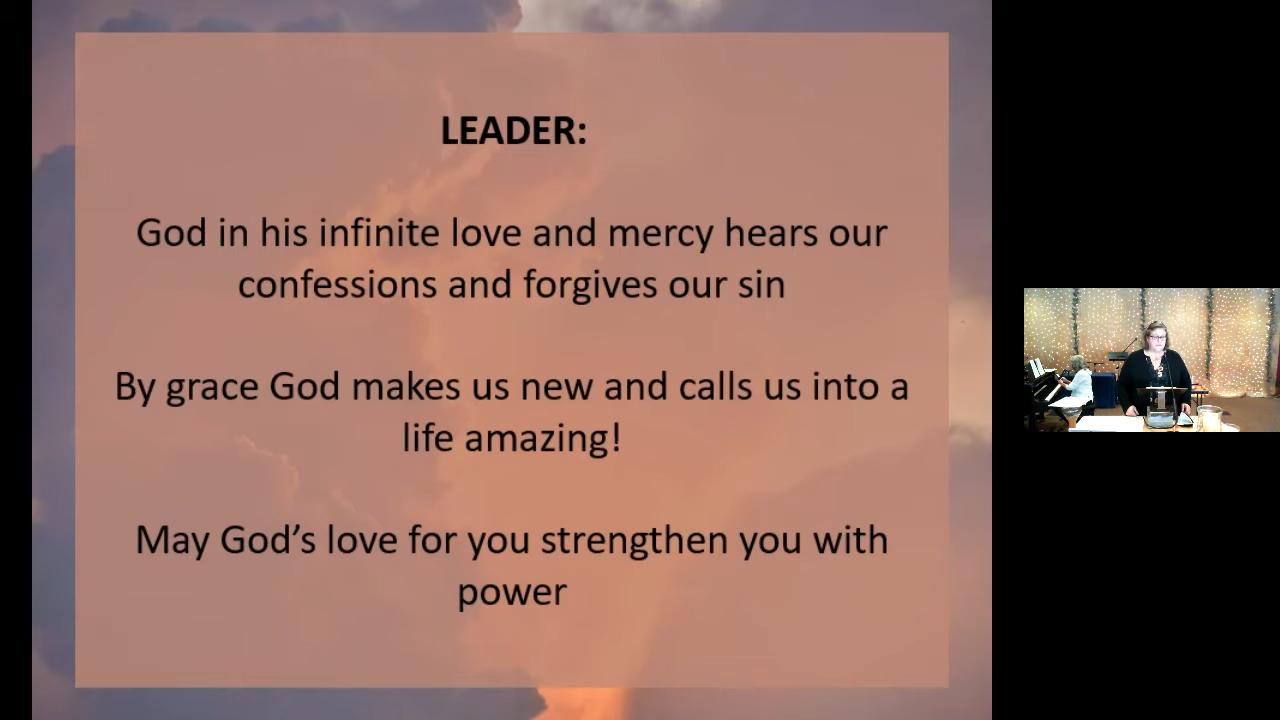 LEADER:
God in his infinite love and mercy hears our
confessions and forgives our sin
By grace God makes us new and calls us into a
life amazing!
May God’s love for you strengthen you with
power